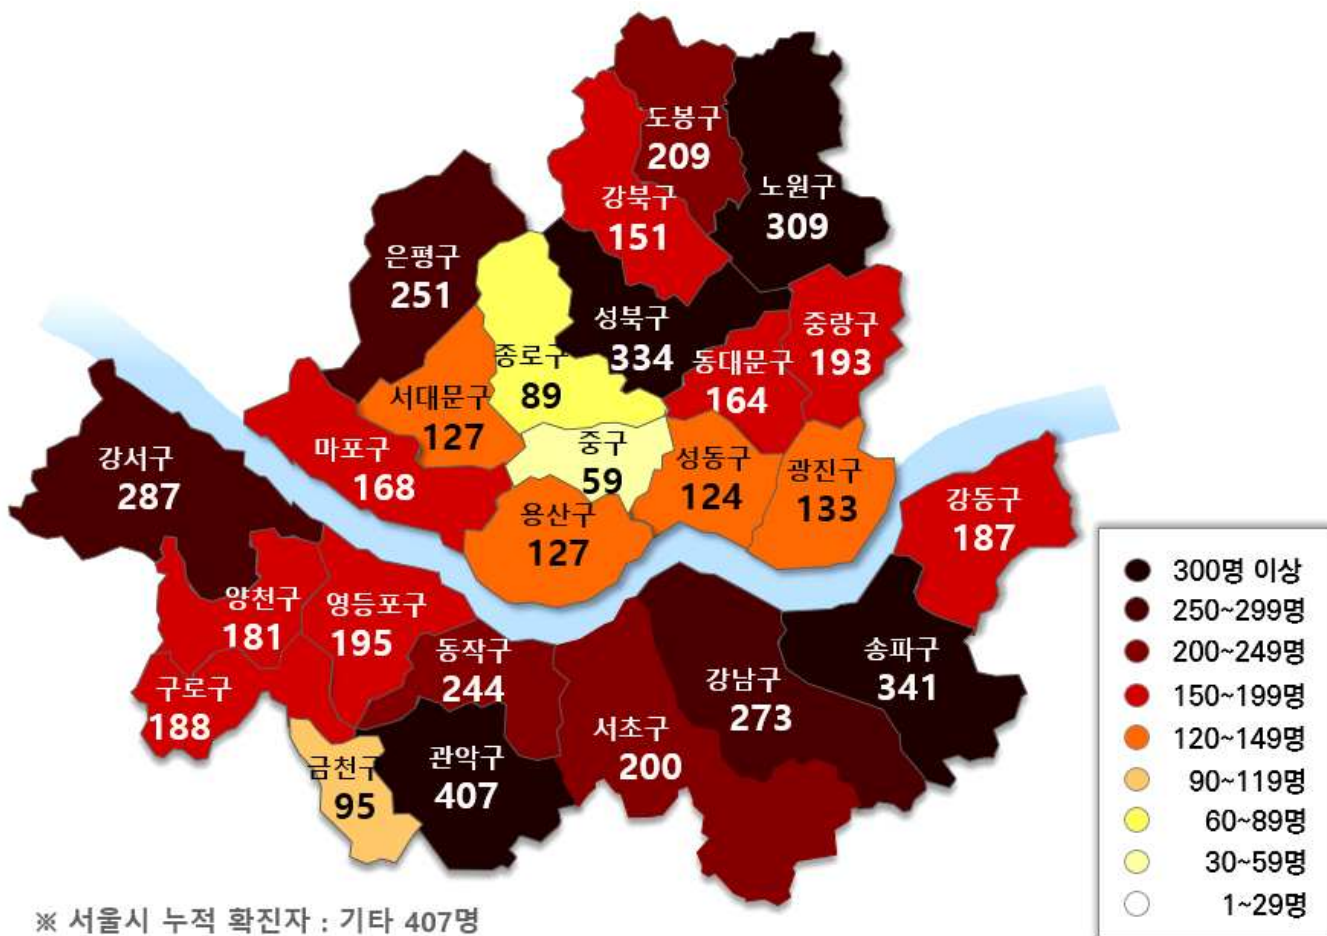 도봉구
209
노원구
309
강북구
151
은평구
251
성북구
334
중랑구
193
종로구
89
동대문구
164
서대문구
127
마포구
168
중구
59
성동구
124
광진구
133
강서구
287
용산구
127
강동구
187
양천구
181
영등포구
195
동작구
244
구로구
188
서초구
200
강남구
273
송파구
341
금천구
95
관악구
407
300명 이상
250~299명
200~249명
150~199명
120~149명
90~119명
60~89명
30~59명
1~29명
※ 서울시 누적 확진자 : 기타 407명